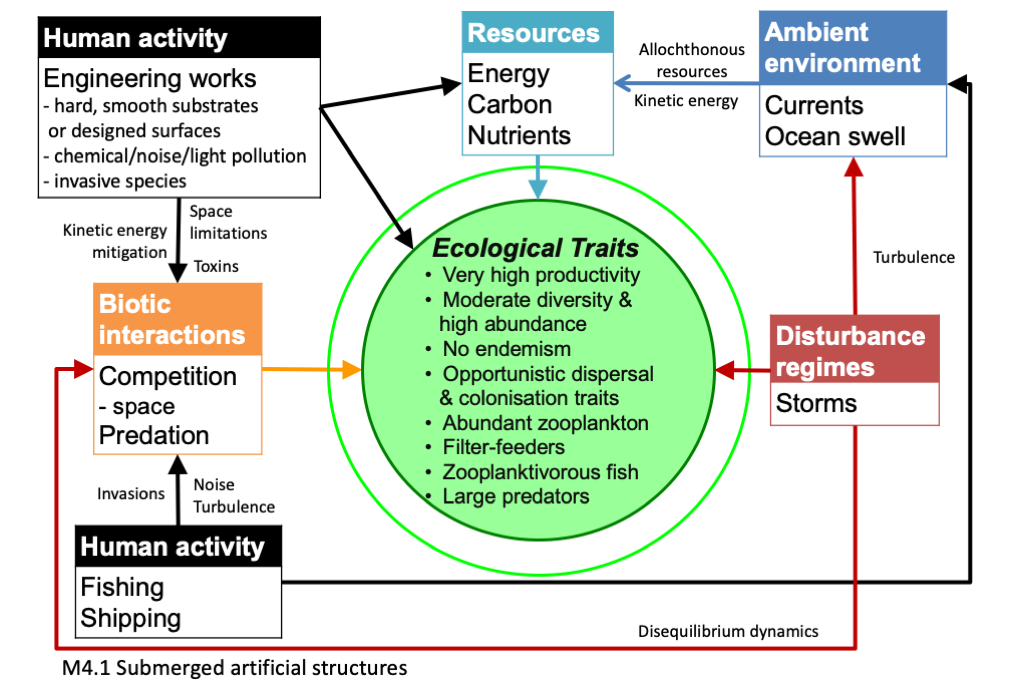 Human activity
Engineering works
- hard, smooth substrates
or designed surfaces
- chemical/noise/light pollution
- invasive species
Resources
Energy
Carbon
Nutrients
Allochthonous
resources
Kinetic energy
Ambient
environment
Currents
Ocean swell
Kinetic energy
mitigation
Space
limitations
Toxins
Biotic
interactions
Competition
- space
Predation
Ecological Traits
• Very high productivity
• Moderate diversity &
high abundance
• No endemism
• Opportunistic dispersal
& colonisation traits
• Abundant zooplankton
• Filter-feeders
• Zooplanktivorous fish
• Large predators
Turbulence
Disturbance
regimes
Storms
Invasions
Noise
Turbulence
Human activity
Fishing
Shipping
Disequilibrium dynamics
M4.1 Submerged artificial structures